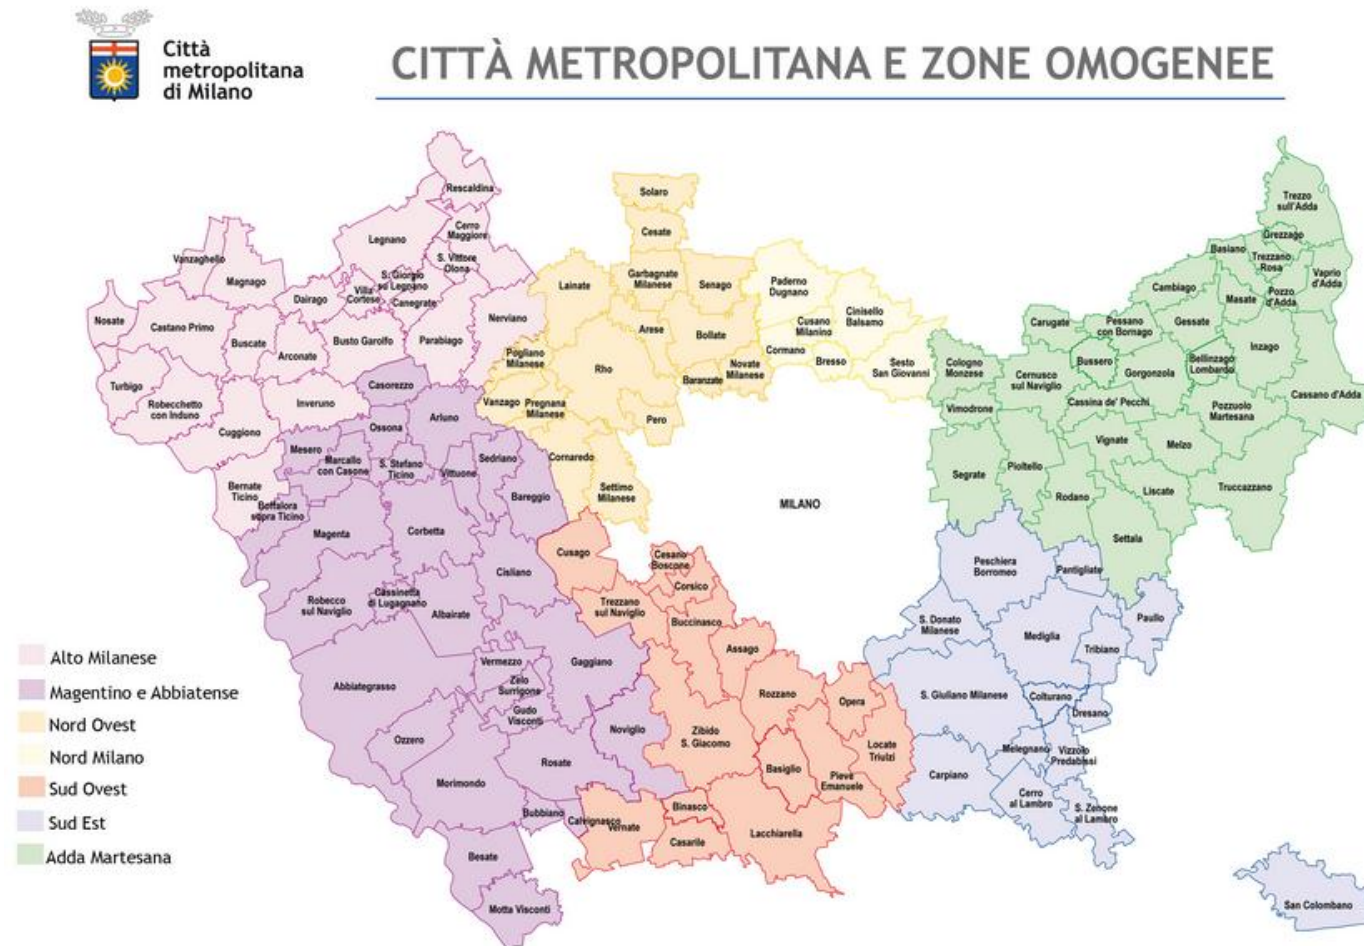 Città
metropolitana
di Milano
CITTÀ METROPOLITANA E ZONE OMOGENEE
Rescaldina
Solaro
Trezzo
sull'Adda
Cerro
Maggiore
Legnano
Cesate
Grezzago
Basiano
Vanzaghello
S. Vittore
Olona
Trezzano
Rosa
Magnago
S. Giorgio
su Legnano
Garbagnate
Milanese
Senago
Paderno
Dugnano
Vaprio
d'Adda
Lainate
Villa
Cortese
Dairago
Canegrate
Cambiago
Masate
Pozzo
d'Adda
Nosate
Castano Primo
Nerviano
Cinisello
Balsamo
Arese
Bollate
Cusano
Milanino
Carugate
Pessano
con Bornago
Gessate
Buscate
Arconate
Busto Garolfo
Parabiago
Inzago
Pogliano
Milanese
Rho
Cormano
Bresso
Sesto
San Giovanni
Cologno
Monzese
Bussero
Bellinzago
Lombardo
Baranzate
Novate
Milanese
Cernusco
sul Naviglio
Gorgonzola
Turbigo
Casorezzo
Cassano d'Adda
Robecchetto
con Induno
Inveruno
Vanzago
Pregnana
Milanese
Cassina de' Pecchi
Vimodrone
Pozzuolo
Martesana
Arluno
Pero
Cuggiono
Ossona
Vignate
Melzo
Mesero
Marcallo
con Casone
S. Stefano
Ticino
Vittuone
Sedriano
Cornaredo
Segrate
Pioltello
Bernate
Ticino
Settimo
Milanese
Bareggio
Rodano
Liscate
Truccazzano
Boffalora
sopra Ticino
MILANO
Magenta
Corbetta
Settala
Cusago
Cesano
Boscone
Peschiera
Borromeo
Pantigliate
Cisliano
Corsico
Robecco
sul Naviglio
Cassinetta
di Lugagnano
Albairate
Trezzano
sul Naviglio
Buccinasco
S. Donato
Milanese
Mediglia
Paullo
Assago
Tribiano
Alto Milanese
Vermezzo
Gaggiano
Abbiategrasso
Zelo
Surrigone
Magentino e Abbiatense
Rozzano
Opera
S. Giuliano Milanese
Colturano
Gudo
Visconti
Dresano
Nord Ovest
Noviglio
Zibido
S. Giacomo
Ozzero
Locate
Triulzi
Melegnano
Vizzolo
Predabissi
Nord Milano
Rosate
Basiglio
Pieve
Emanuele
Carpiano
Morimondo
Sud Ovest
Cerro
al Lambro
Binasco
S. Zenone
al Lambro
Bubbiano
Calvignasco
Vernate
Lacchiarella
Sud Est
Casarile
Adda Martesana
Besate
Motta Visconti
San Colombano